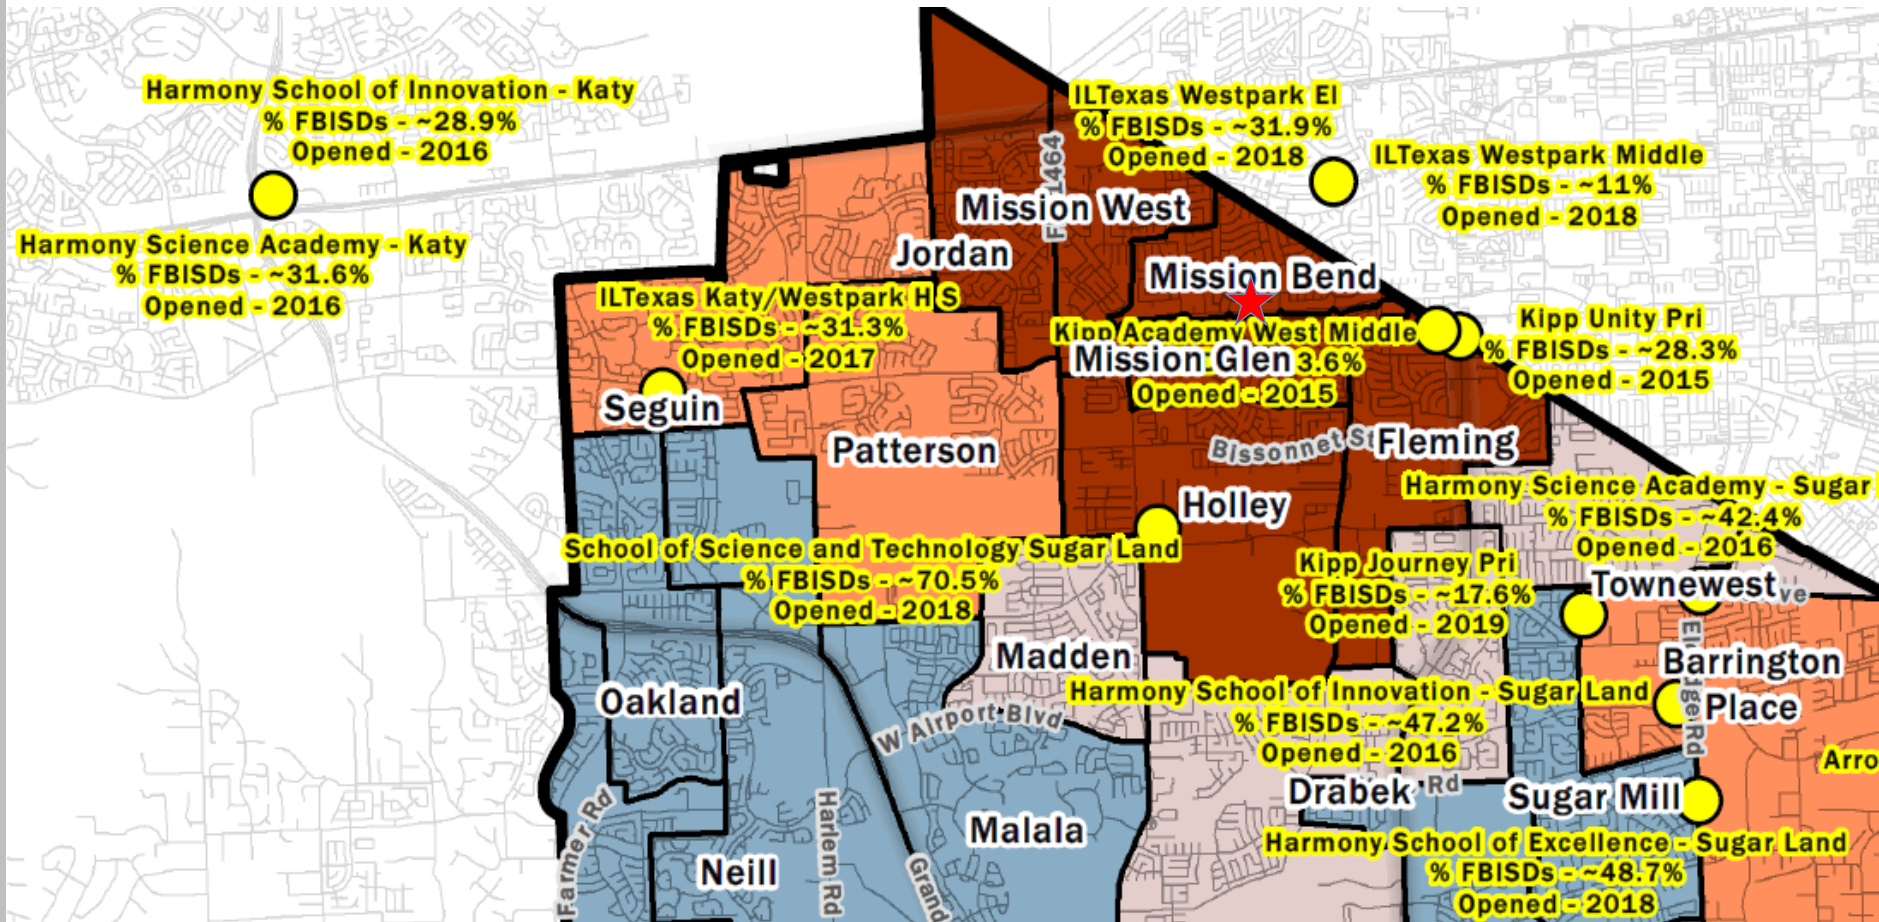 Harmony School of Innovation - Katy
% FBISDs - ~28.9%
Opened - 2016
Harmony Science Academy - Katy
% FBISDs - ~31.6%
Opened - 2016
ILTexas Westpark El
% FBISDs - ~31.9%
Opened - 2018
ILTexas Westpark Middle
% FBISDs - ~11%
Opened - 2018
1464
Mission West
Jordan
Mission Bend
ILTexas Katy/Westpark H S
% FBISDs - ~31.3%
Opened - 2017
Kipp Academy West Middle
3.6%
Opened - 2015
Mission Glen
Kipp Unity Pri
% FBISDs - ~28.3%
Opened - 2015
Seguin
Patterson
Bissonnet St
Fleming
Holley
Harmony Science Academy - Sugar
% FBISDs - ~42.4%
Opened - 2016
School of Science and Technology Sugar Land
% FBISDs - ~70.5%
Opened - 2018
Kipp Journey Pri
% FBISDs - ~17.6%
Opened - 2019
Townewest
ve
Madden
Barrington
Place
Rd
Oakland
W Airport Blvd
Harmony School of Innovation - Sugar Land
% FBISDs - ~47.2%
Opened - 2016
Arro
Drabek
Rd
Sugar Mill
Farmer Rd
Harlem Rd
Malala
Harmony School of Excellence - Sugar Land
% FBISDs - ~48.7%
Opened - 2018
Neill
Grand